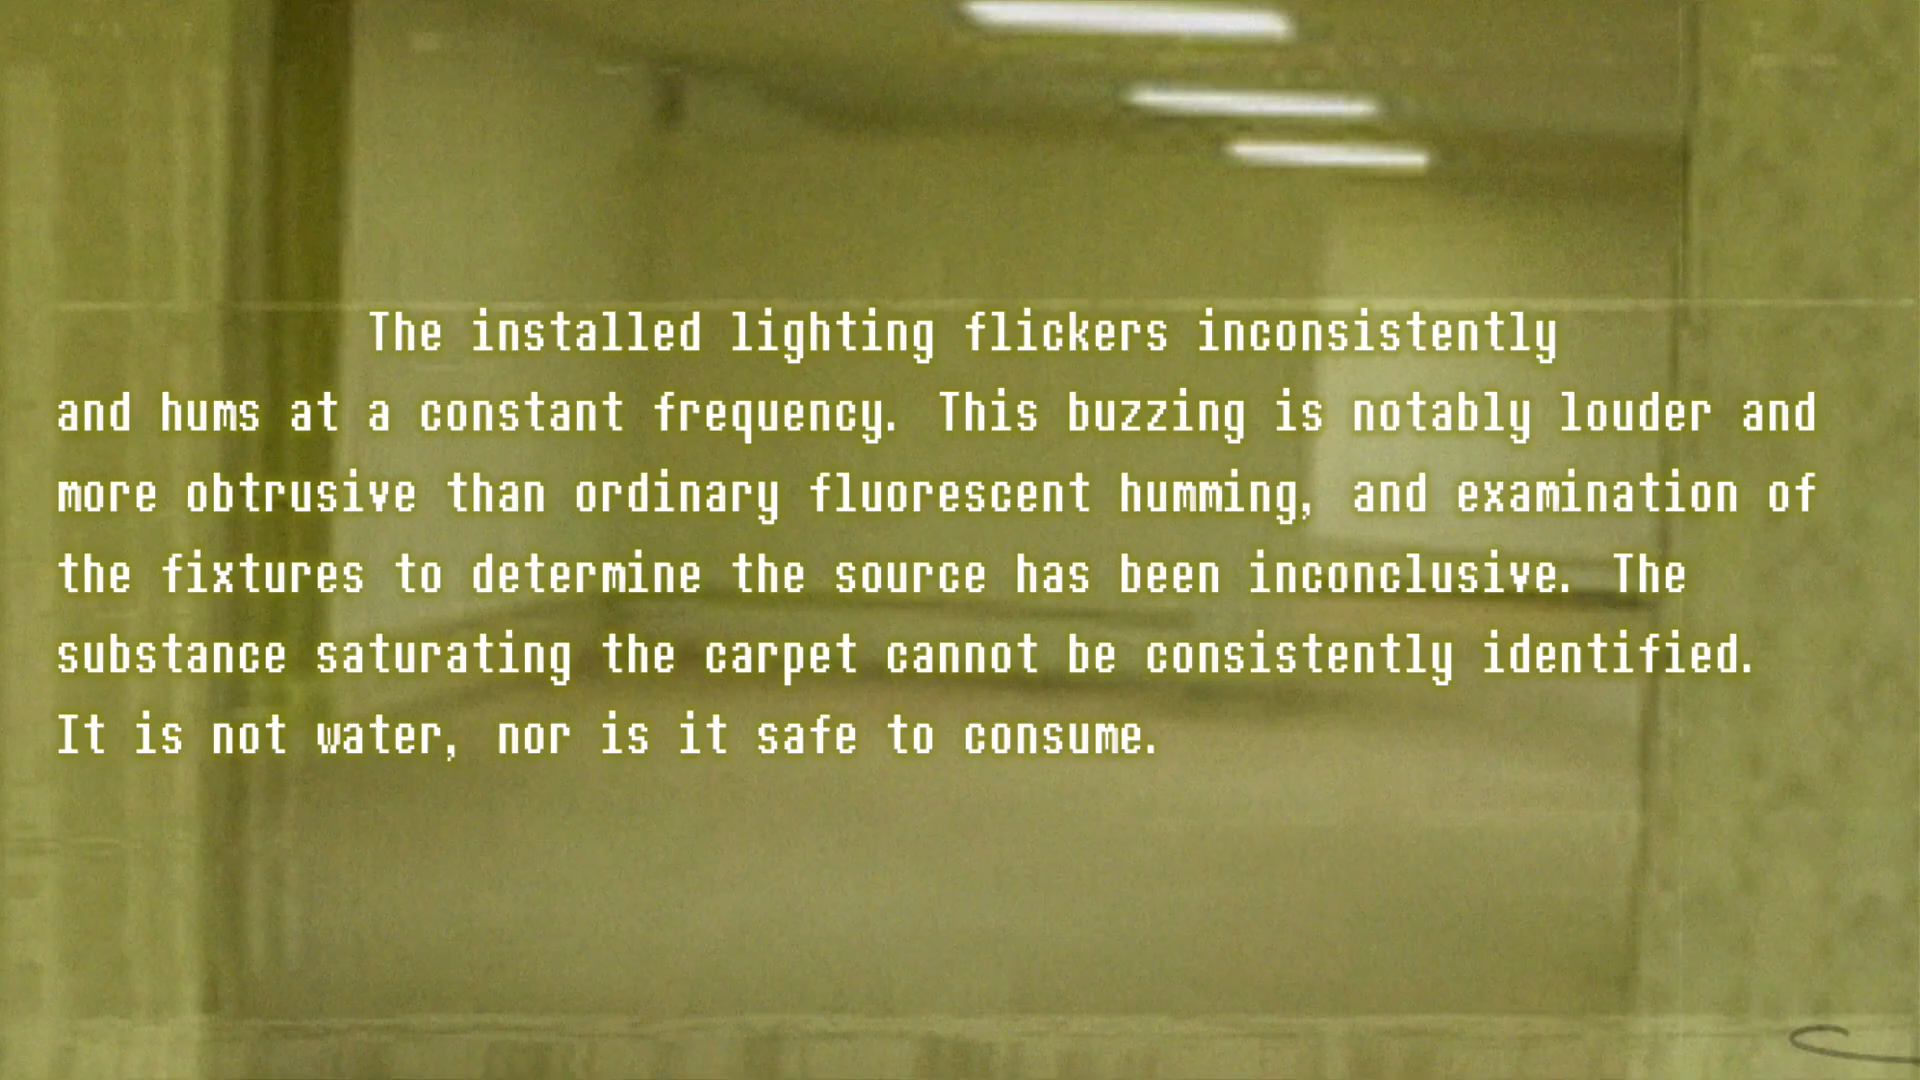 The installed lighting flickers inconsistently
and hums at a constant frequency. This buzzing is notably louder and
more obtrusive than ordinary fluorescent humming, and examination of
the fixtures to determine the source has been inconclusive. The
substance saturating the carpet cannot be consistently identified.
It is not water, nor is it safe to consume.